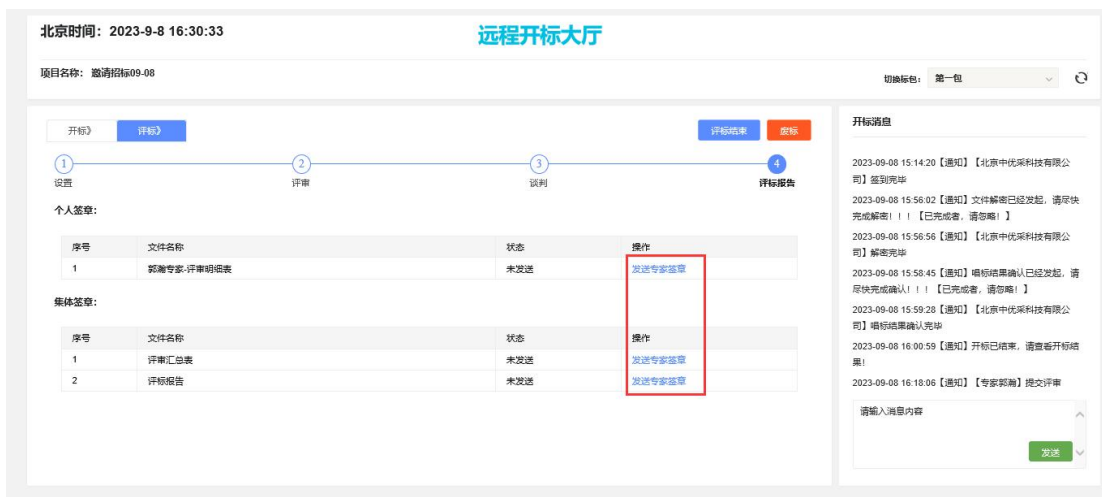 北京时间：2023-9-8 16:30:33
远程开标大厅
项目名称：邀请招标09-08
切换标包：
第一包
开标》
评标》
评标结束
废标
1
2
3
4
设置
评审
谈判
评标报告
个人签章：
序号 文件名称 状态 操作
1 郭瀚专家-评审明细表 未发送 发送专家签章
集体签章：
序号 文件名称 状态 操作
1 评审汇总表 未发送 发送专家签章
2 评标报告 未发送 发送专家签章
开标消息
2023-09-08 15:14:20【通知】【北京中优采科技有限公
司】签到完毕
2023-09-08 15:56:02【通知】文件解密已经发起，请尽快
完成解密！！！【已完成者，请忽略！】
2023-09-08 15:56:56【通知】【北京中优采科技有限公
司】解密完毕
2023-09-08 15:58:45【通知】唱标结果确认已经发起，请
尽快完成确认！！！【已完成者，请忽略！】
2023-09-08 15:59:28【通知】【北京中优采科技有限公
司】唱标结果确认完毕
2023-09-08 16:00:59【通知】开标已结束，请查看开标结
果!
2023-09-08 16:18:06【通知】【专家郭瀚】提交评审
请输入消息内容
发送